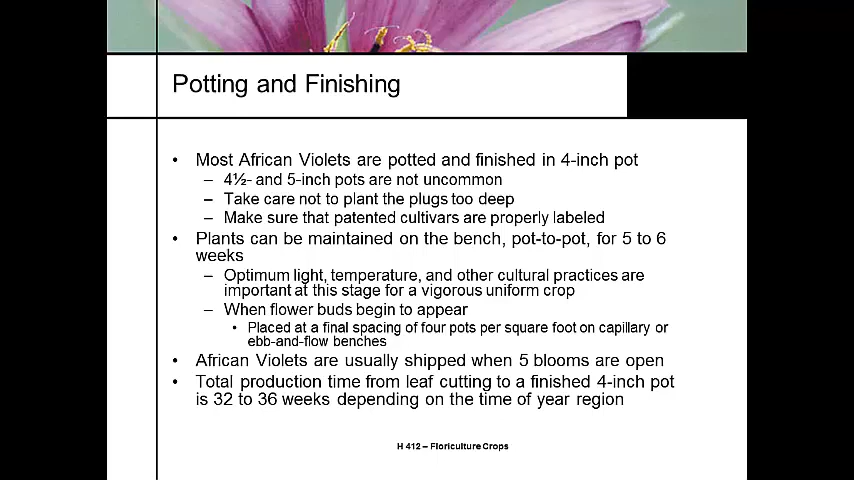 Potting and Finishing
• Most African Violets are potted and finished in 4-inch pot
– 4½- and 5-inch pots are not uncommon
– Take care not to plant the plugs too deep
– Make sure that patented cultivars are properly labeled
• Plants can be maintained on the bench, pot-to-pot, for 5 to 6
weeks
– Optimum light, temperature, and other cultural practices are
important at this stage for a vigorous uniform crop
– When flower buds begin to appear
• Placed at a final spacing of four pots per square foot on capillary or
ebb-and-flow benches
• African Violets are usually shipped when 5 blooms are open
• Total production time from leaf cutting to a finished 4-inch pot
is 32 to 36 weeks depending on the time of year region
H 412 – Floriculture Crops